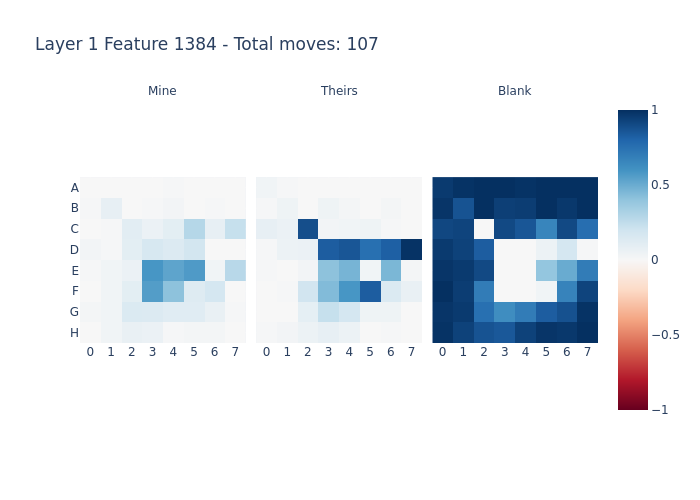 Layer 1 Feature 1384 - Total moves: 107
Mine
Theirs
Blank
A
B
C
D
E
F
G
H
0 1 2 3 4 5 6 7
0 1 2 3 4 5 6 7
0 1 2 3 4 5 6 7
1
0.5
0
−0.5
−1